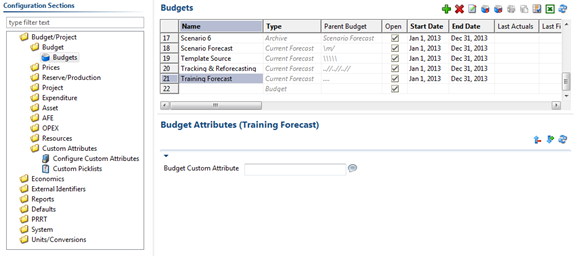 Configuration Sections
type filter text
Budget/Project
Budget
Budgets
Prices
Reserve/Production
Project
Expenditure
Asset
AFE
OPEX
Resources
Custom Attributes
Configure Custom Attributes
Custom Picklists
Economics
External Identifiers
Reports
Defaults
PRRT
System
Units/Conversions
Budgets
Name Type Parent Budget Open Start Date End Date Last Actuals Last Fi
17 Scenario 6 Archive Scenario Forecast Jan 1, 2013 Dec 31, 2013
18 Scenario Forecast Current Forecast \m/ Jan 1, 2013 Dec 31, 2013
19 Template Source Current Forecast \\\\\ Jan 1, 2013 Dec 31, 2013
20 Tracking & Reforecasting Current Forecast ..//..//..// Jan 1, 2013 Dec 31, 2013
21 Training Forecast Current Forecast .... Jan 1, 2013 Dec 31, 2013
22 Budget
Budget Attributes (Training Forecast)
Budget Custom Attribute